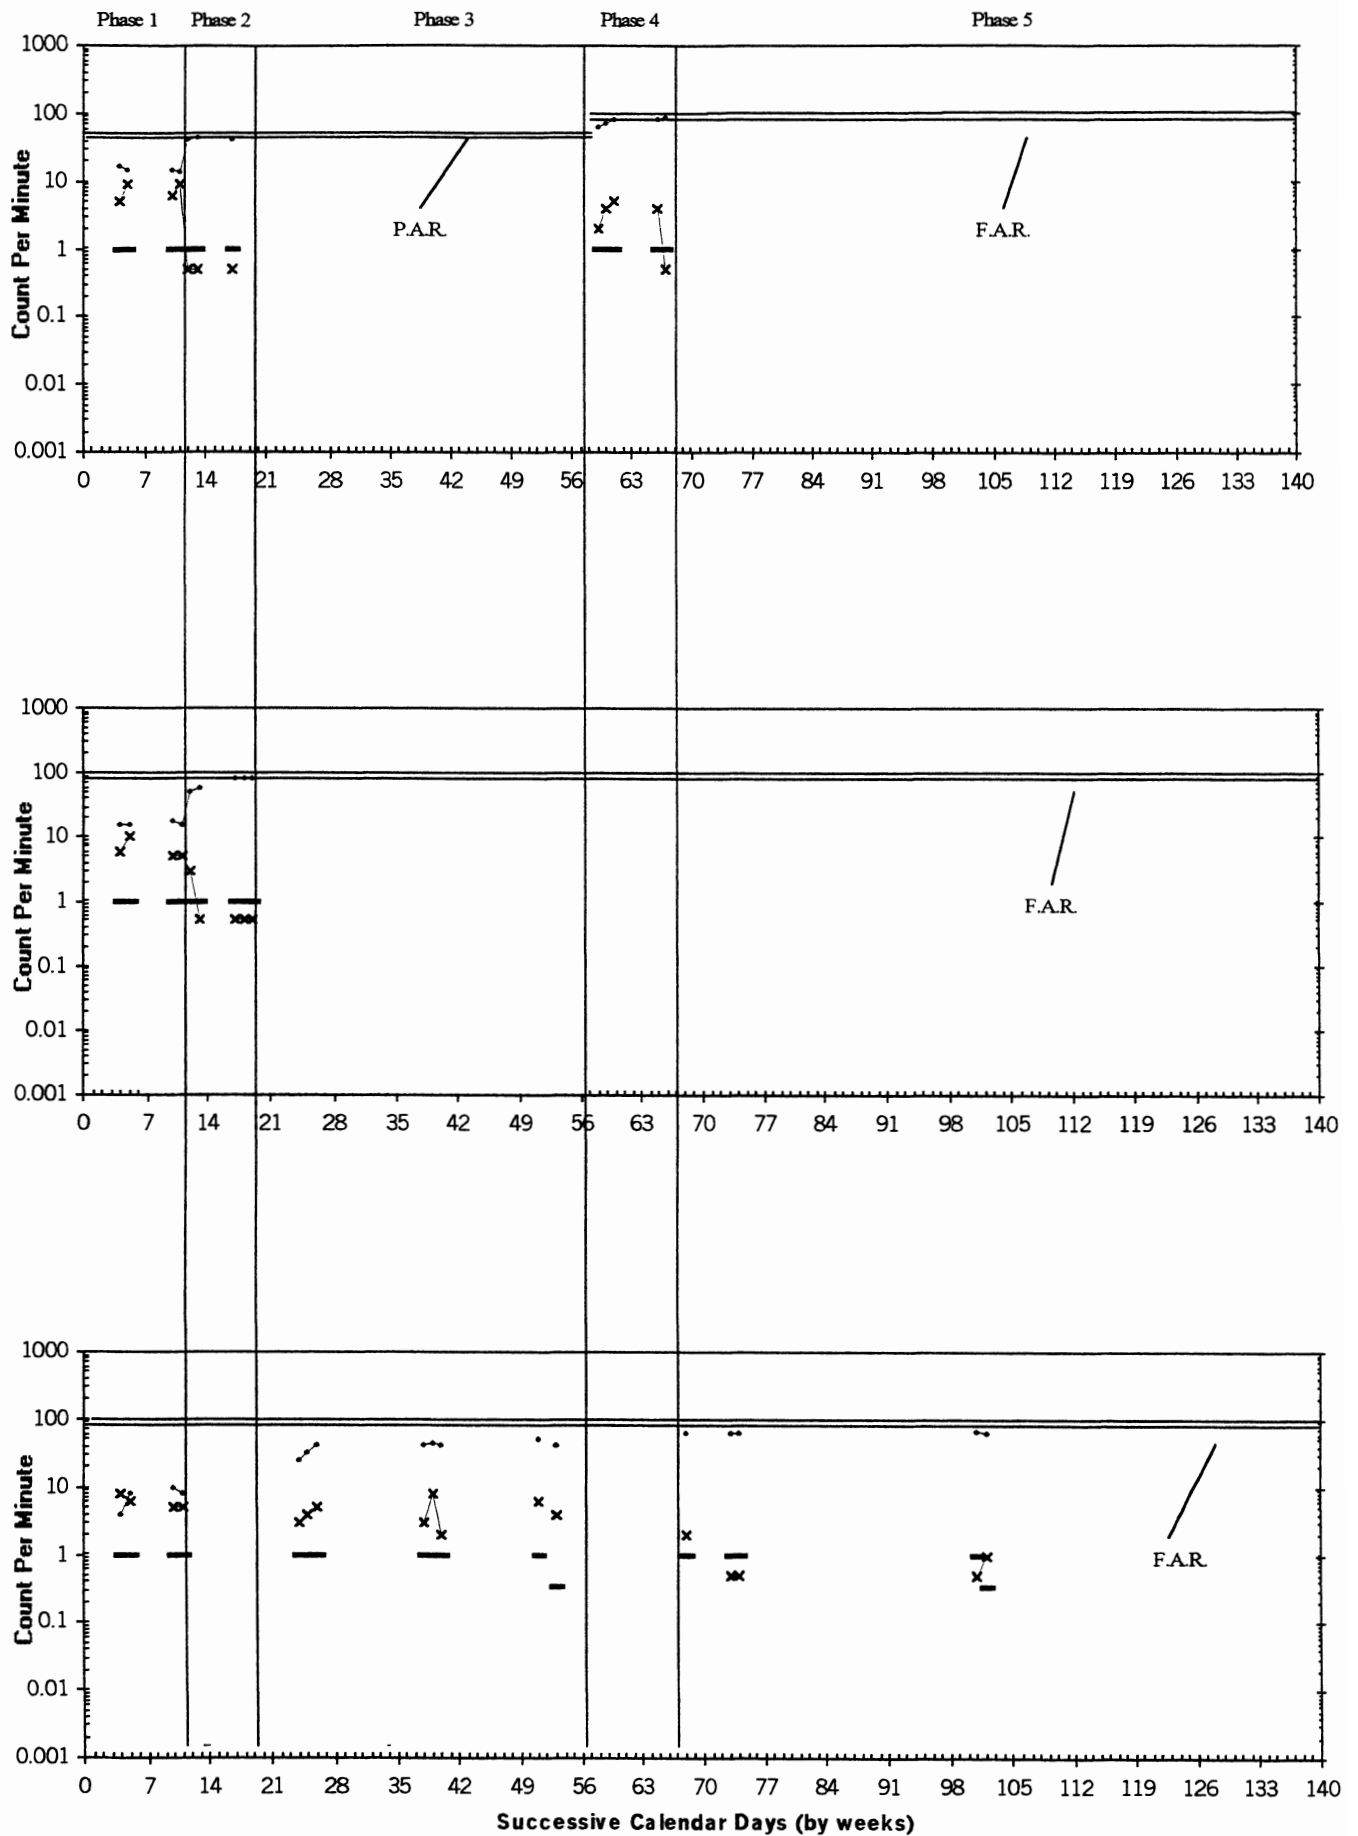 Phase 1 Phase 2 Phase 3 Phase 4 Phase 5
1000
100
10
1
0.1
0.01
0.001
Count Per Minute
P.A.R.
F.A.R.
0 7 14 21 28 35 42 49 56 63 70 77 84 91 98 105 112 119 126 133 140
1000
100
10
1
0.1
0.01
0.001
Count Per Minute
F.A.R.
0 7 14 21 28 35 42 49 56 63 70 77 84 91 98 105 112 119 126 133 140
1000
100
10
1
0.1
0.01
0.001
Count Per Minute
F.A.R.
0 7 14 21 28 35 42 49 56 63 70 77 84 91 98 105 112 119 126 133 140
Successive Calendar Days (by weeks)